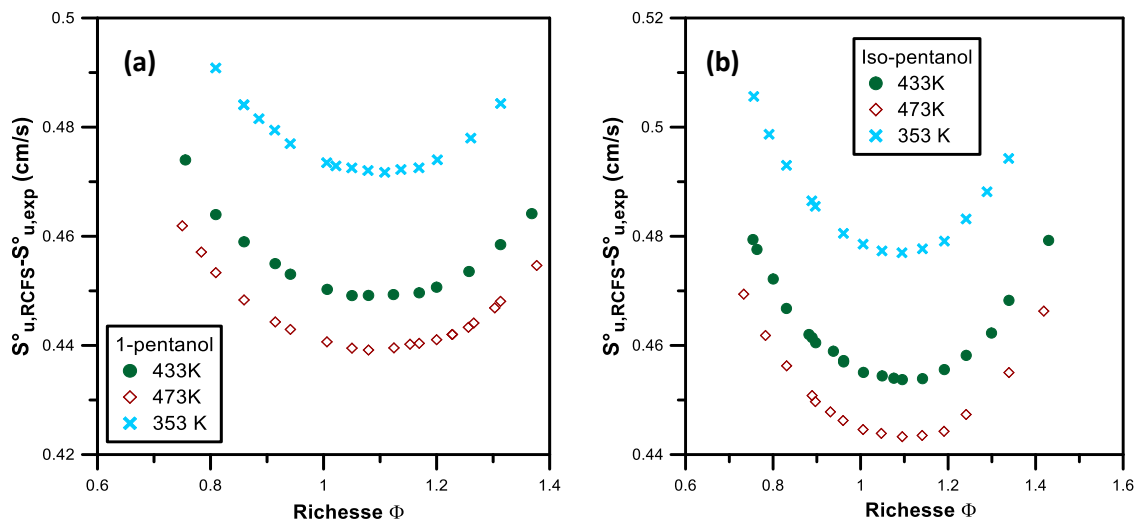 (a)
0.5
0.48
0.46
0.44
0.42
S°u,RCFS-S°u,exp (cm/s)
1-pentanol
433K
473K
353 K
0.6 0.8 1 1.2 1.4
Richesse Φ
(b)
0.52
0.5
0.48
0.46
0.44
S°u,RCFS-S°u,exp (cm/s)
Iso-pentanol
433K
473K
353 K
0.6 0.8 1 1.2 1.4 1.6
Richesse Φ